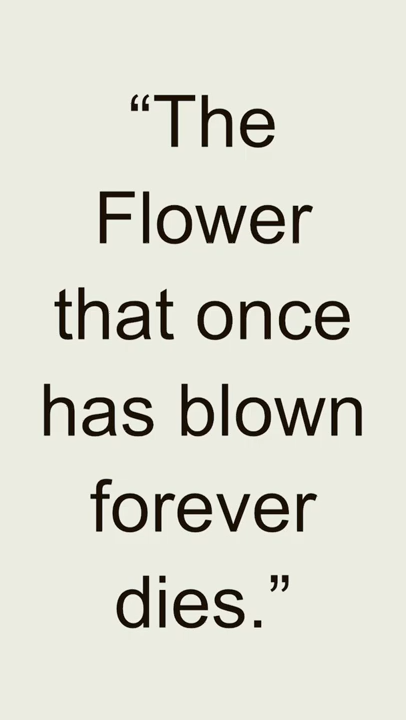 “The
Flower
that once
has blown
forever
dies.”